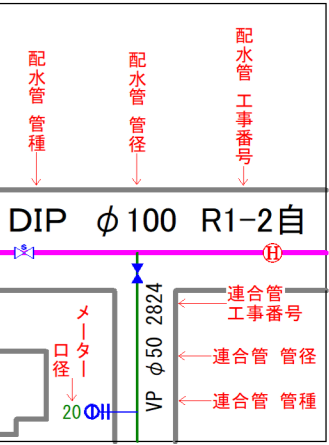 配水管 管種
配水管 管径
配水管 工事番号
DIP φ100 R1-2自
S
H
連合管
工事番号
VP φ50 2824
連合管 管径
連合管 管種
メーター
口径
20